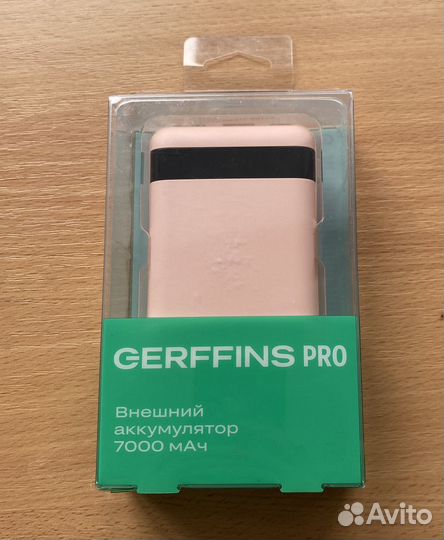 GERFFINS PRO
Внешний
аккумулятор
7000 мАч
Avito